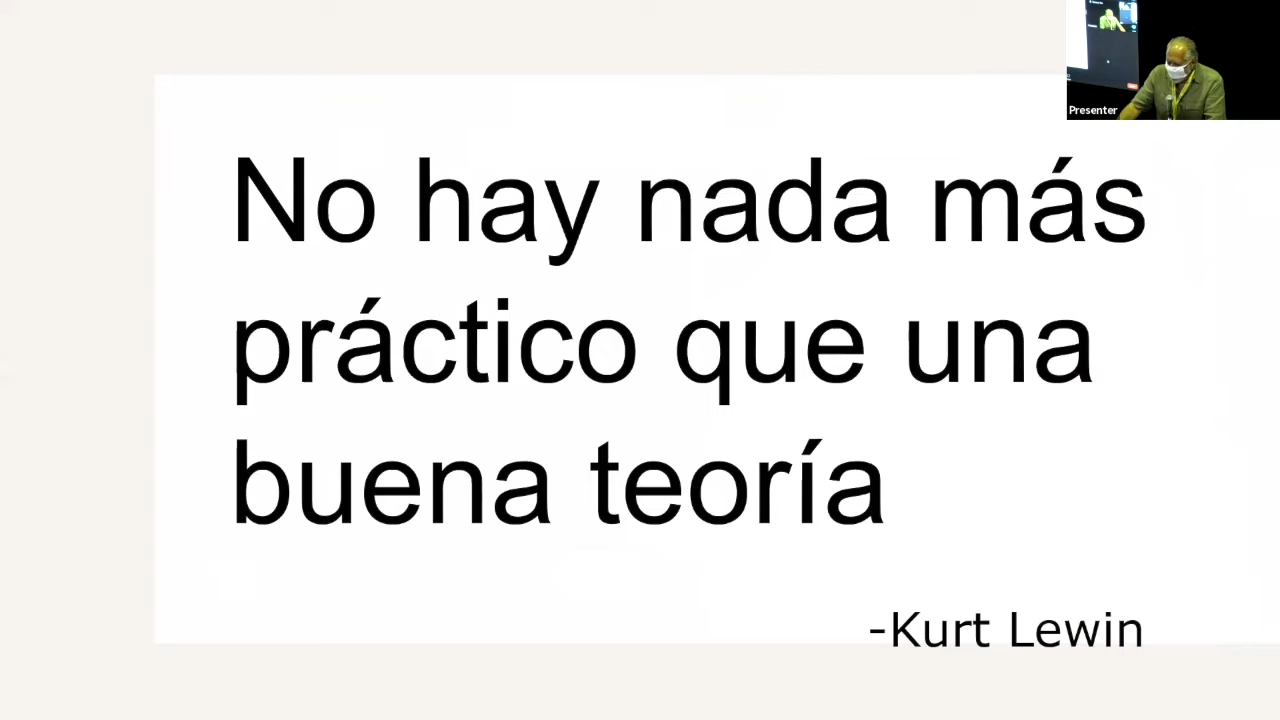 Presenter
No hay nada más
práctico que una
buena teoría
-Kurt Lewin